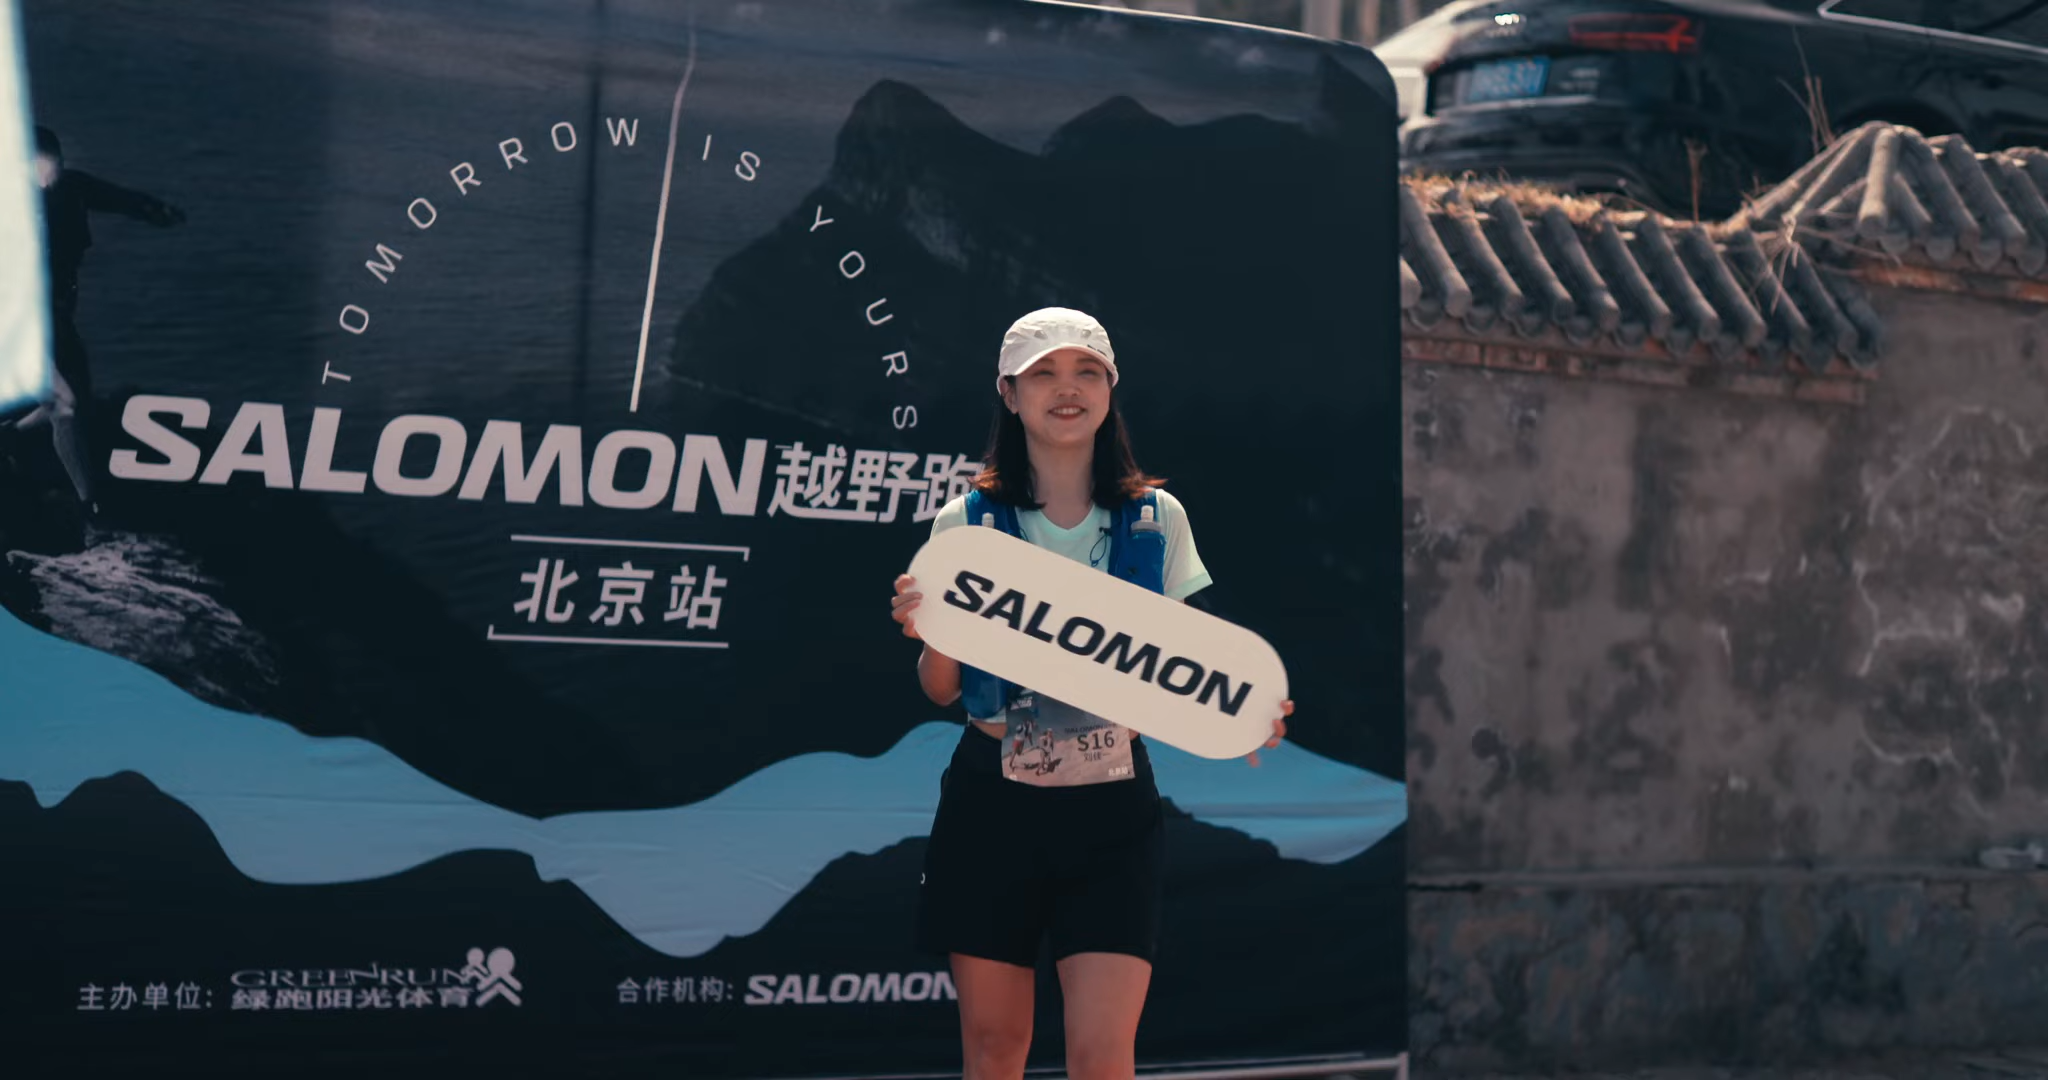 TOMORROW IS YOURS
SALOMON越野跑
北京站
SALOMON
SALOMON
S16
主办单位: GREENRUN
绿跑阳光体育
合作机构: SALOMON